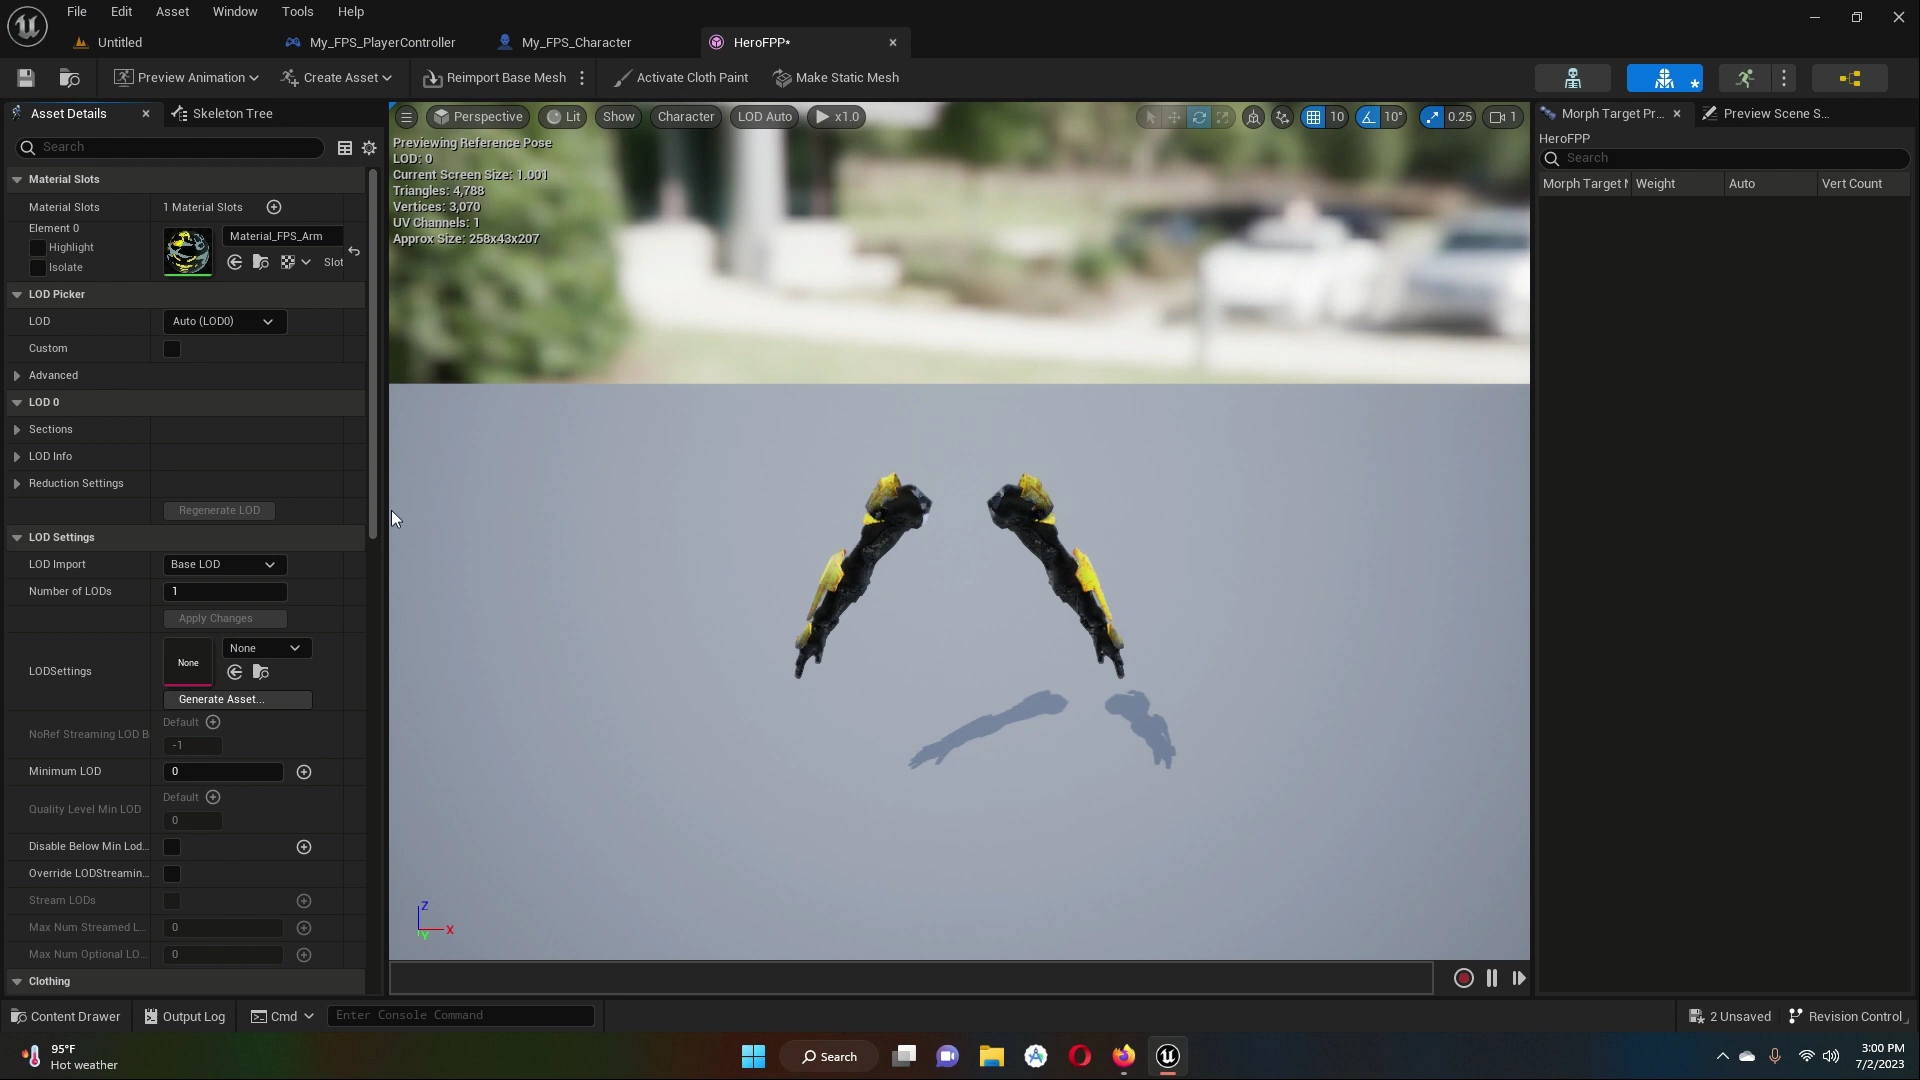 File Edit Asset Window Tools Help
Untitled My_FPS_PlayerController My_FPS_Character HeroFPP*
Preview Animation Create Asset Reimport Base Mesh Activate Cloth Paint Make Static Mesh
Asset Details Skeleton Tree
Search
Material Slots
Material Slots 1 Material Slots
Element 0
Highlight
Isolate
Material_FPS_Arm
Slot
LOD Picker
LOD Auto (LOD0)
Custom
Advanced
LOD 0
Sections
LOD Info
Reduction Settings
Regenerate LOD
LOD Settings
LOD Import Base LOD
Number of LODs 1
Apply Changes
LODSettings None None
Generate Asset...
NoRef Streaming LOD B Default -1
Minimum LOD 0
Quality Level Min LOD Default 0
Disable Below Min Lod...
Override LODStreamin...
Stream LODs
Max Num Streamed L... 0
Max Num Optional LO... 0
Clothing
Perspective Lit Show Character LOD Auto x1.0 10 10° 0.25 1
Previewing Reference Pose
LOD: 0
Current Screen Size: 1.001
Triangles: 4,788
Vertices: 3,070
UV Channels: 1
Approx Size: 258x43x207
Z
X
Y
Morph Target Pr... Preview Scene S...
HeroFPP
Search
Morph Target N Weight Auto Vert Count
Content Drawer Output Log Cmd Enter Console Command 2 Unsaved Revision Control
95°F
Hot weather
Search
3:00 PM
7/2/2023